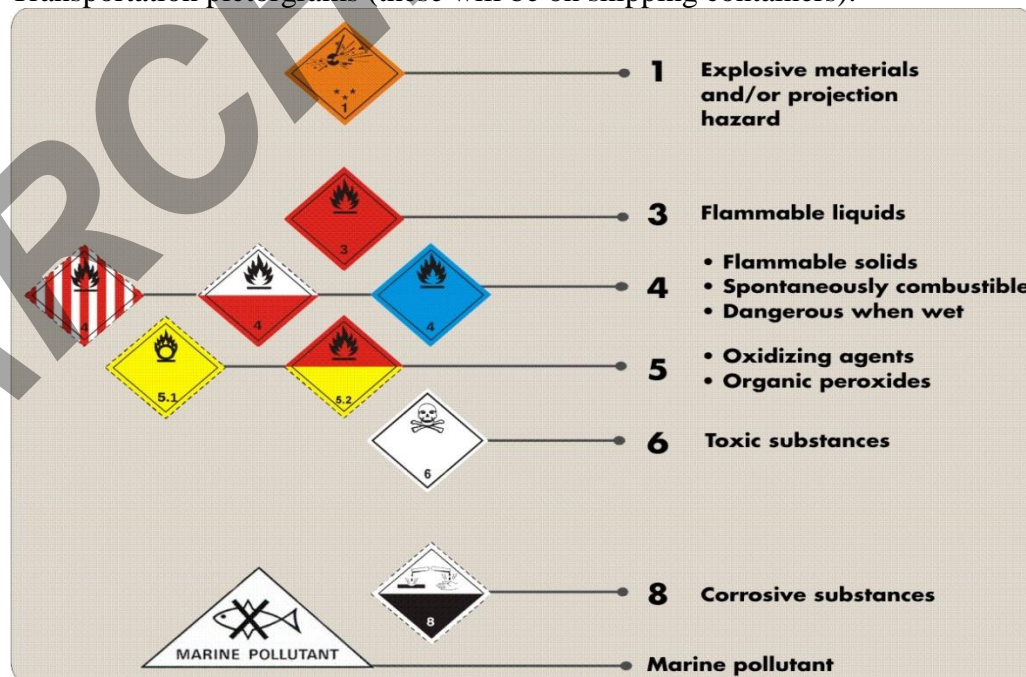 Transportation pictorgrams (these will be on shipping containers):
1
1 Explosive materials
and/or projection
hazard
3
3 Flammable liquids
4
4
4
4 • Flammable solids
• Spontaneously combustible
• Dangerous when wet
5.1
5.2
5 • Oxidizing agents
• Organic peroxides
6
6 Toxic substances
8
8 Corrosive substances
MARINE POLLUTANT
Marine pollutant